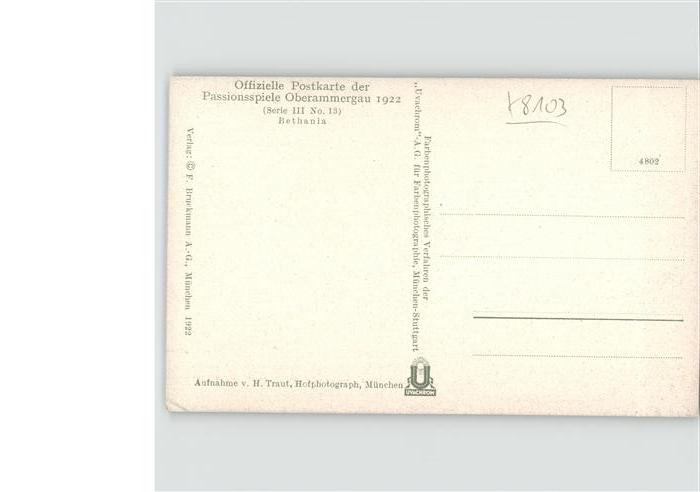 Offizielle Postkarte der
Passionsspiele Oberammergau 1922
(Serie III No. 13)
Bethania
Verlag: © F. Bruckmann A.-G., München 1922
Aufnahme v. H. Traut, Hofphotograph, München
Farbenphotographisches Verfahren der
„Uvachrom“-A.G. für Farbenphotographie, München-Stuttgart
U
UVACHROM
8103
4802